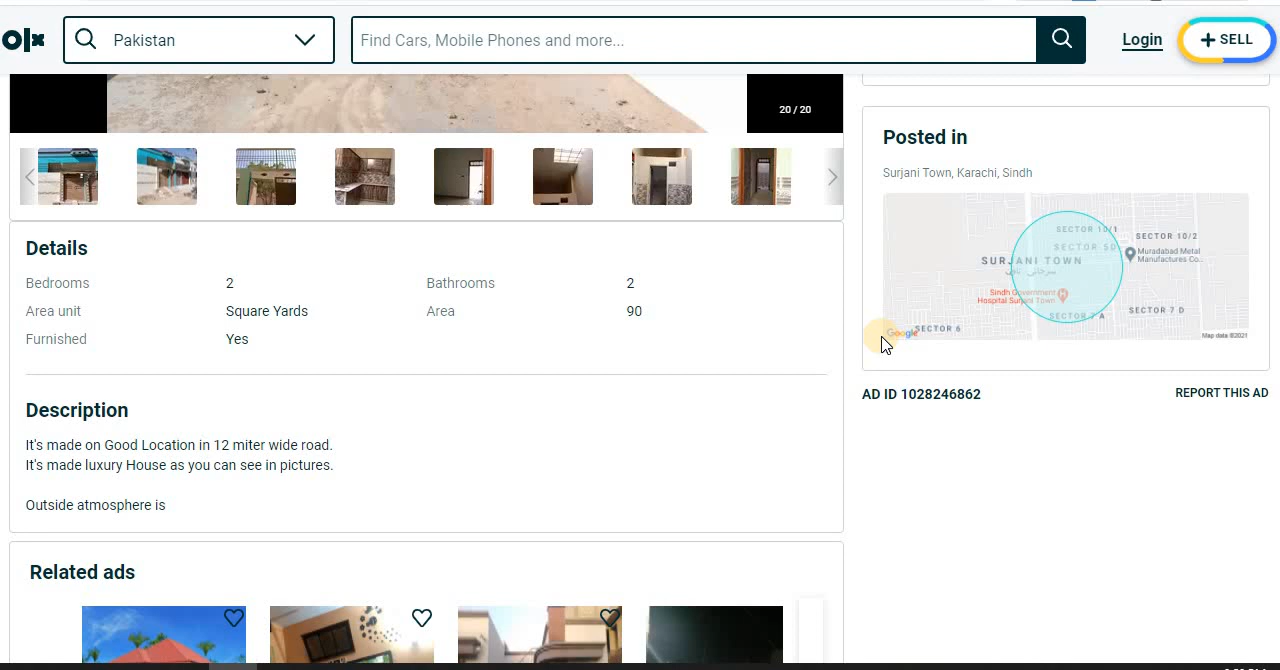 olx
Pakistan
Find Cars, Mobile Phones and more...
Login
+ SELL
20 / 20
Posted in
Surjani Town, Karachi, Sindh
SECTOR 10/1
SECTOR 10/2
SECTOR 5D
Muradabad Metal
Manufactures Co..
SURJANI TOWN
سرجانی ٹاؤن
Sindh Government
Hospital Surjani Town
H
SECTOR 7 A
SECTOR 7 D
SECTOR 6
Google
Map data ©2021
Details
Bedrooms 2 Bathrooms 2
Area unit Square Yards Area 90
Furnished Yes
AD ID 1028246862
REPORT THIS AD
Description
It's made on Good Location in 12 miter wide road.
It's made luxury House as you can see in pictures.
Outside atmosphere is
Related ads